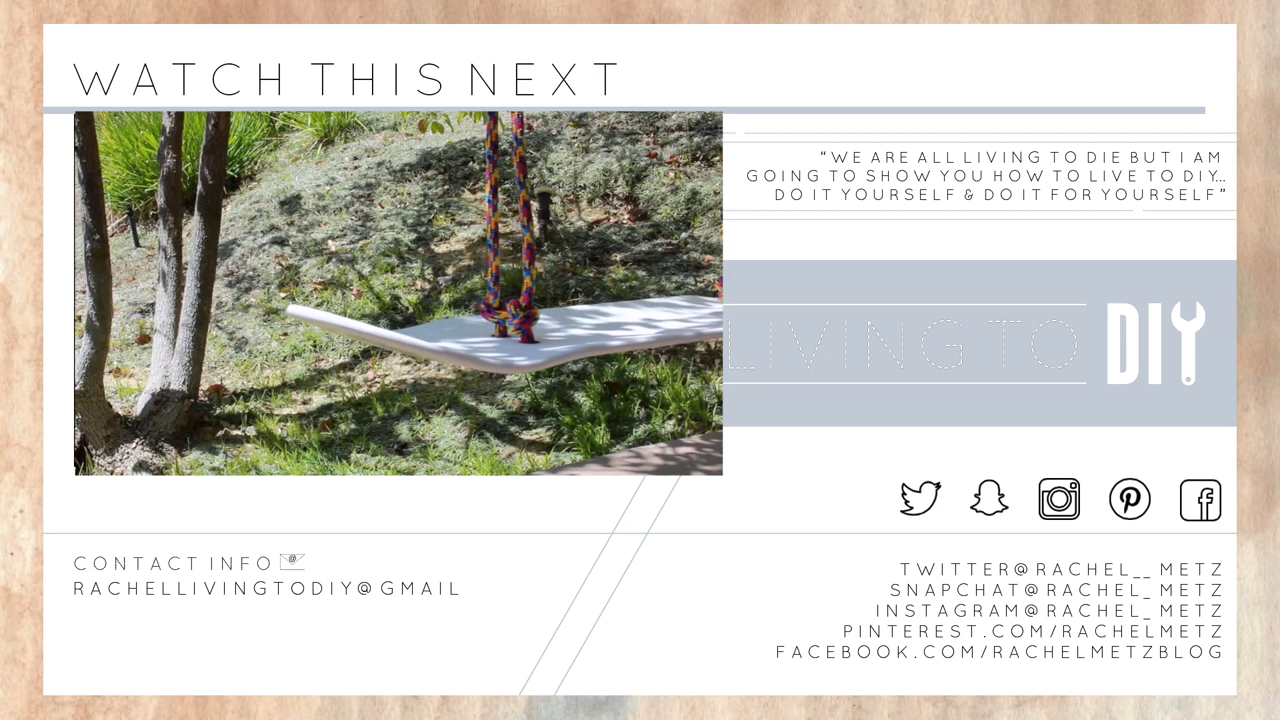 WATCH THIS NEXT
“WE ARE ALL LIVING TO DIE BUT I AM
GOING TO SHOW YOU HOW TO LIVE TO DIY...
DO IT YOURSELF & DO IT FOR YOURSELF”
LIVING TO DIY
CONTACT INFO
RACHELLIVINGTODIY@GMAIL
TWITTER@RACHEL__METZ
SNAPCHAT@RACHEL_METZ
INSTAGRAM@RACHEL_METZ
PINTEREST.COM/RACHELMETZ
FACEBOOK.COM/RACHELMETZBLOG